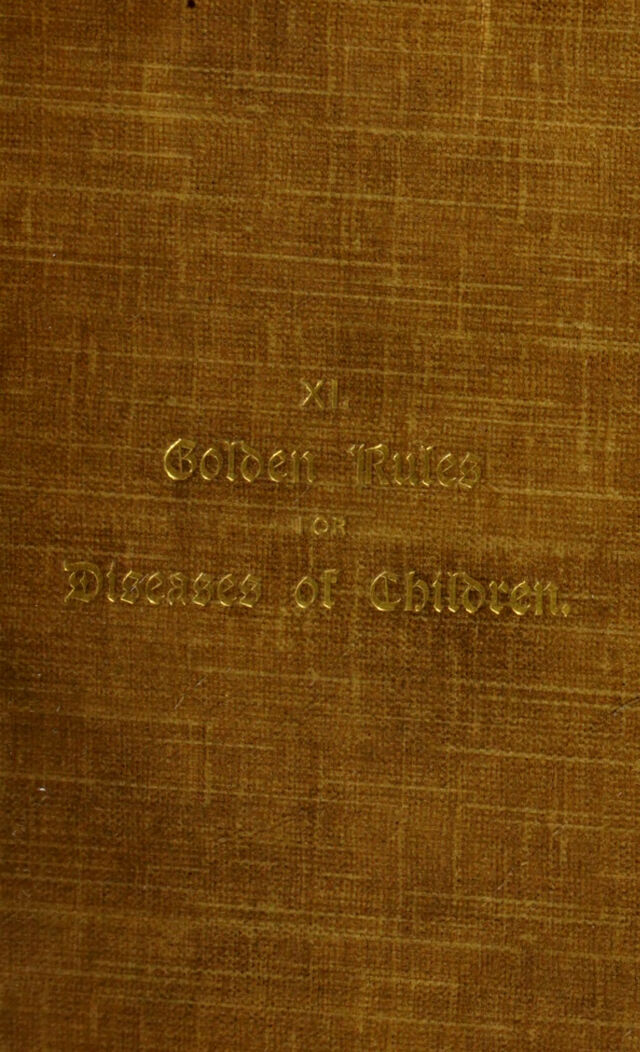 XI.
Golden Rules
FOR
Diseases of Children.